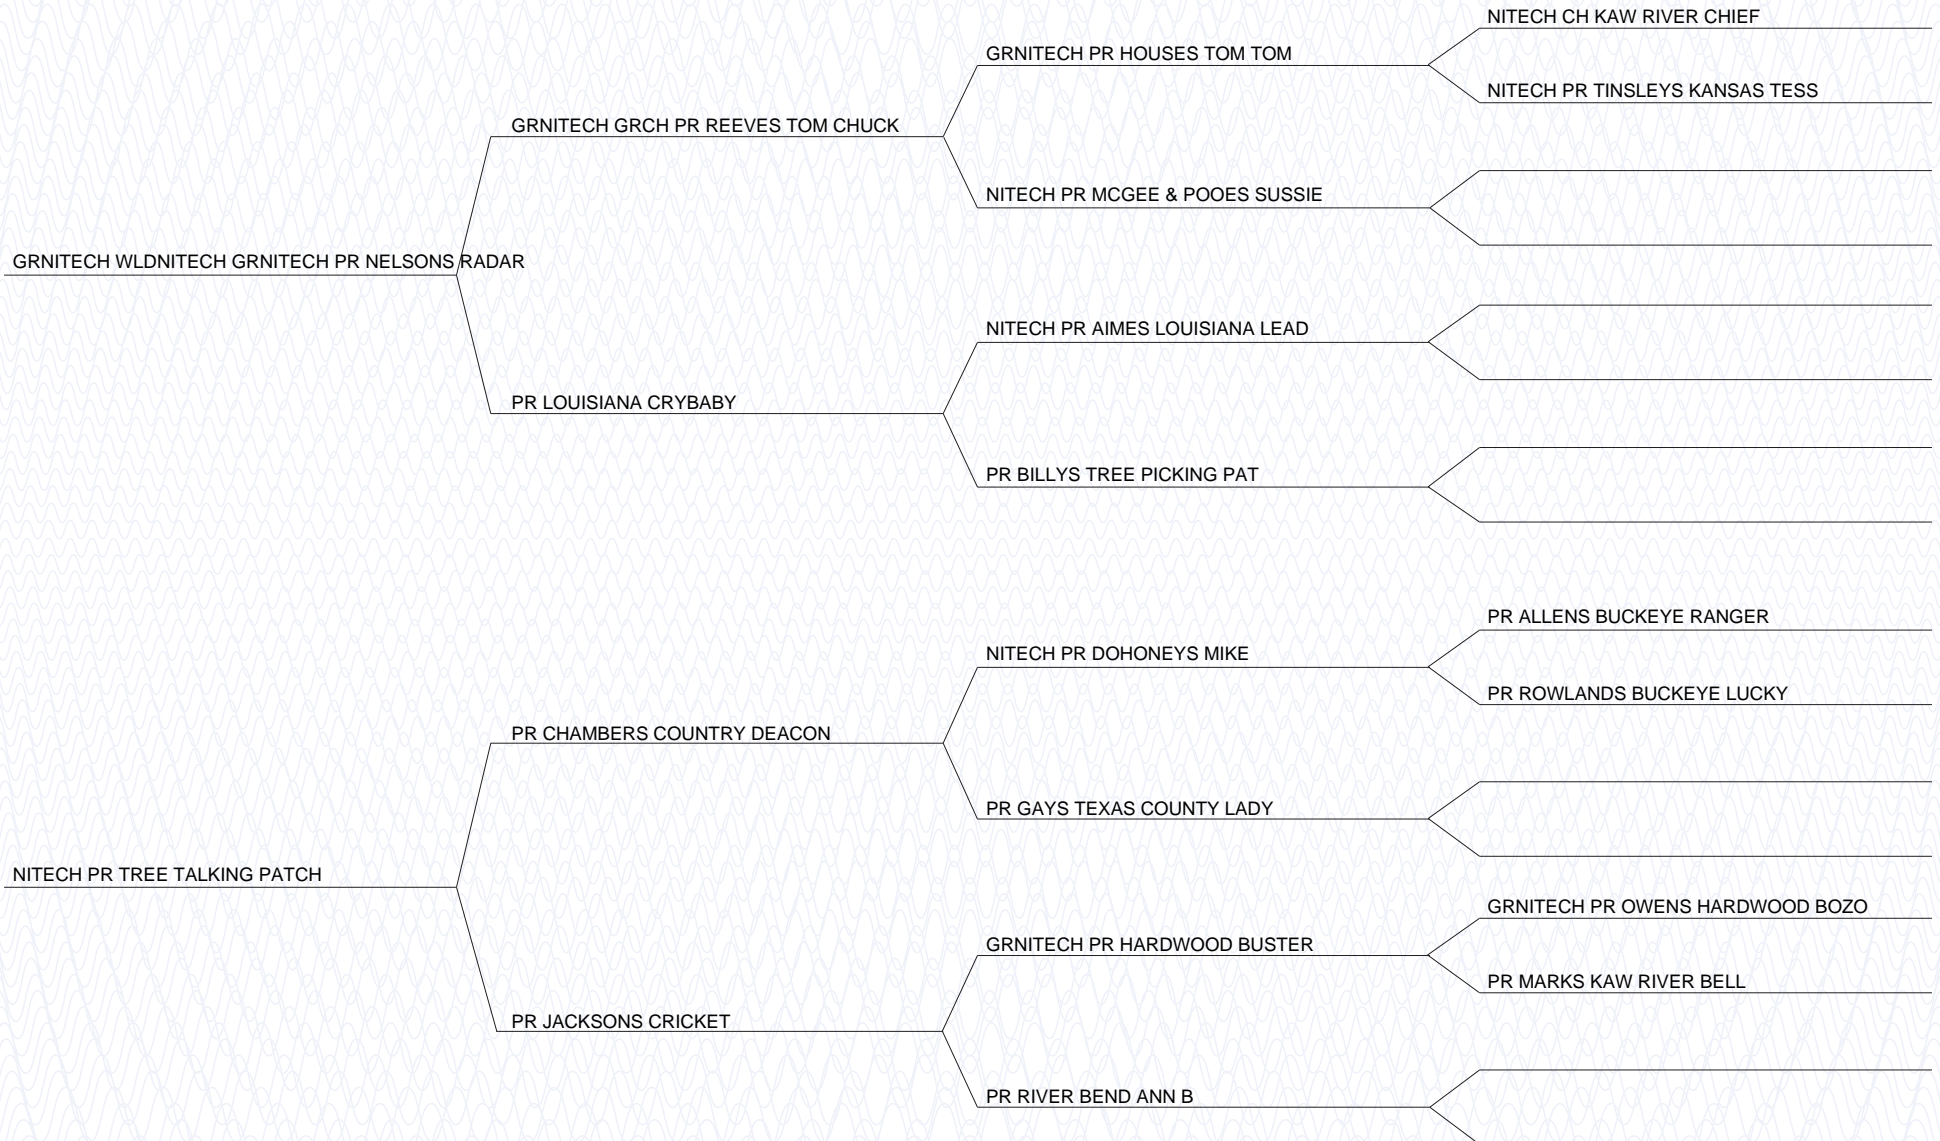 NITECH CH KAW RIVER CHIEF
GRNITECH PR HOUSES TOM TOM
NITECH PR TINSLEYS KANSAS TESS
GRNITECH GRCH PR REEVES TOM CHUCK
NITECH PR MCGEE & POOES SUSSIE
GRNITECH WLDNITECH GRNITECH PR NELSONS RADAR
NITECH PR AIMES LOUISIANA LEAD
PR LOUISIANA CRYBABY
PR BILLYS TREE PICKING PAT
PR ALLENS BUCKEYE RANGER
NITECH PR DOHONEYS MIKE
PR ROWLANDS BUCKEYE LUCKY
PR CHAMBERS COUNTRY DEACON
PR GAYS TEXAS COUNTY LADY
NITECH PR TREE TALKING PATCH
GRNITECH PR OWENS HARDWOOD BOZO
GRNITECH PR HARDWOOD BUSTER
PR MARKS KAW RIVER BELL
PR JACKSONS CRICKET
PR RIVER BEND ANN B